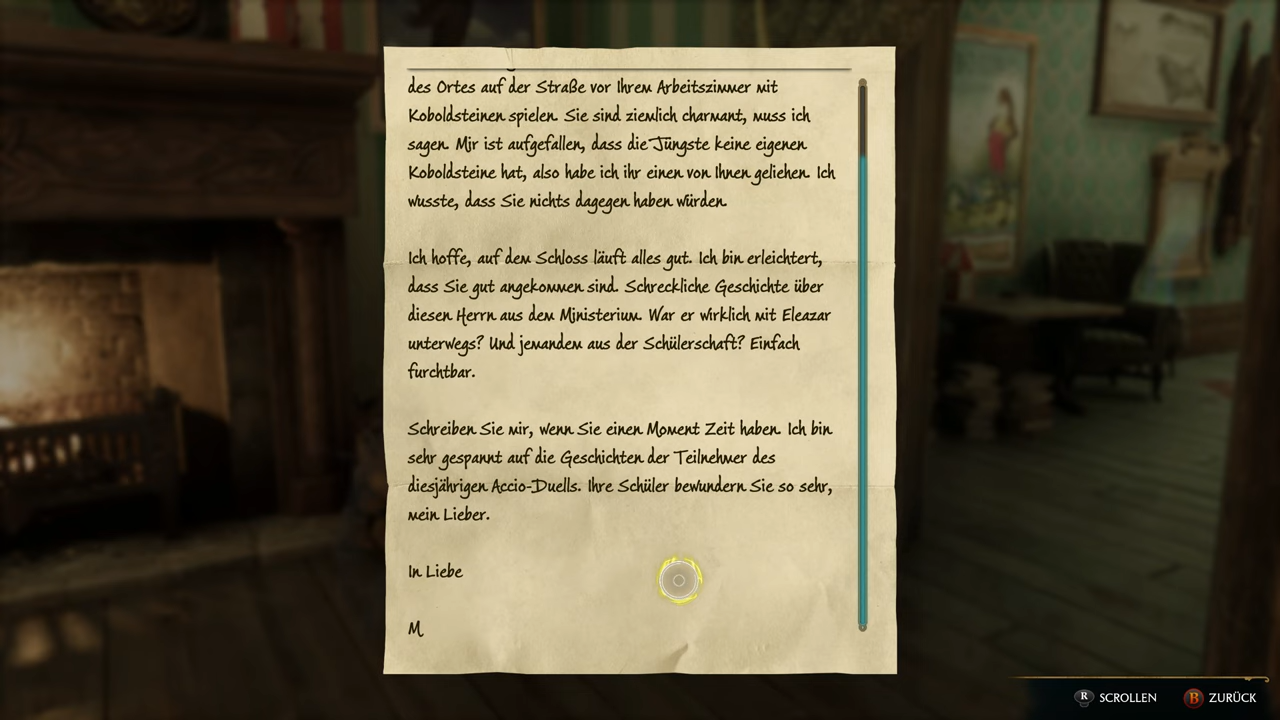 des Ortes auf der Straße vor Ihrem Arbeitszimmer mit
Koboldsteinen spielen. Sie sind ziemlich charmant, muss ich
sagen. Mir ist aufgefallen, dass die Jüngste keine eigenen
Koboldsteine hat, also habe ich ihr einen von Ihnen geliehen. Ich
wusste, dass Sie nichts dagegen haben würden.
Ich hoffe, auf dem Schloss läuft alles gut. Ich bin erleichtert,
dass Sie gut angekommen sind. Schreckliche Geschichte über
diesen Herrn aus dem Ministerium. War er wirklich mit Eleazar
unterwegs? Und jemandem aus der Schülerschaft? Einfach
furchtbar.
Schreiben Sie mir, wenn Sie einen Moment Zeit haben. Ich bin
sehr gespannt auf die Geschichten der Teilnehmer des
diesjährigen Accio-Duells. Ihre Schüler bewundern Sie so sehr,
mein Lieber.
In Liebe
M
R SCROLLEN B ZURÜCK